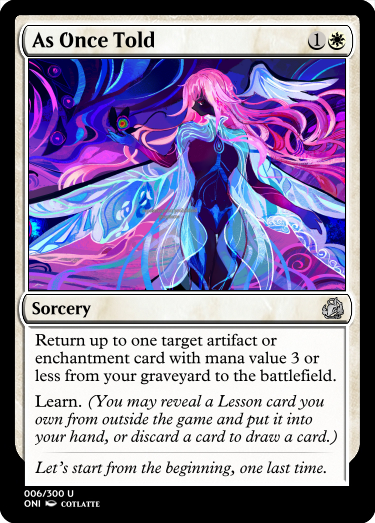 As Once Told
1
Sorcery
Return up to one target artifact or
enchantment card with mana value 3 or
less from your graveyard to the battlefield.
Learn. (You may reveal a Lesson card you
own from outside the game and put it into
your hand, or discard a card to draw a card.)
Let's start from the beginning, one last time.
006/300 U
ONI COTLATTE